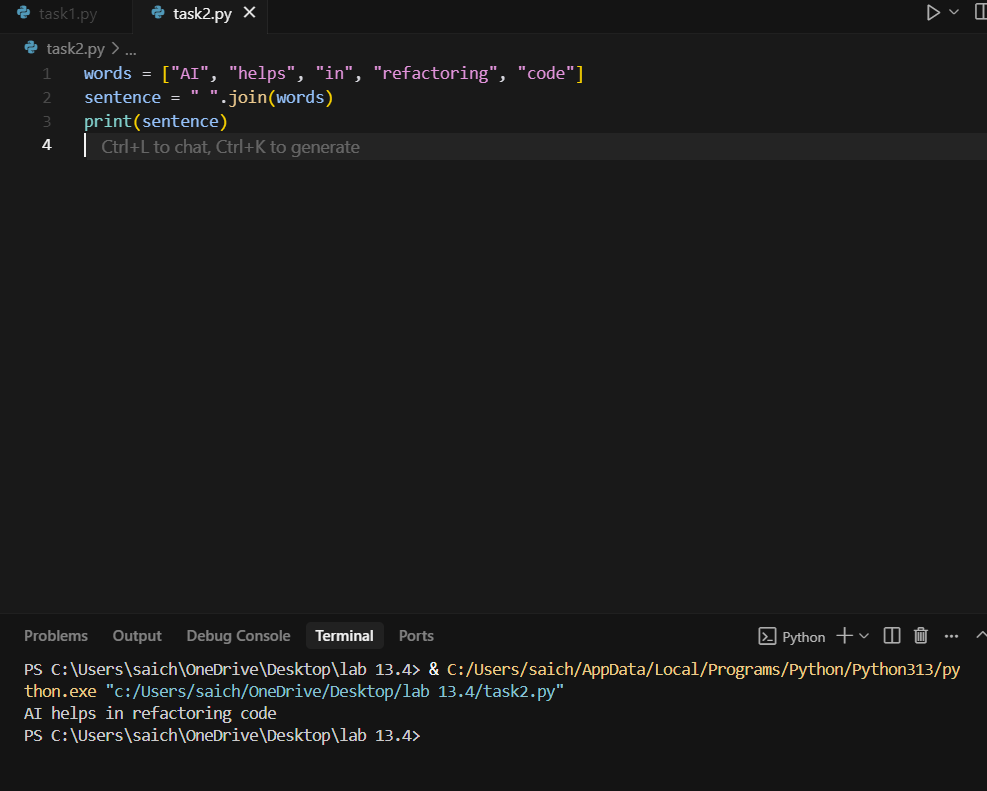 task1.py task2.py
task2.py > ...
1 words = ["AI", "helps", "in", "refactoring", "code"]
2 sentence = " ".join(words)
3 print(sentence)
4 Ctrl+L to chat, Ctrl+K to generate
Problems Output Debug Console Terminal Ports Python
PS C:\Users\saich\OneDrive\Desktop\lab 13.4> & C:/Users/saich/AppData/Local/Programs/Python/Python313/py
thon.exe "c:/Users/saich/OneDrive/Desktop/lab 13.4/task2.py"
AI helps in refactoring code
PS C:\Users\saich\OneDrive\Desktop\lab 13.4>